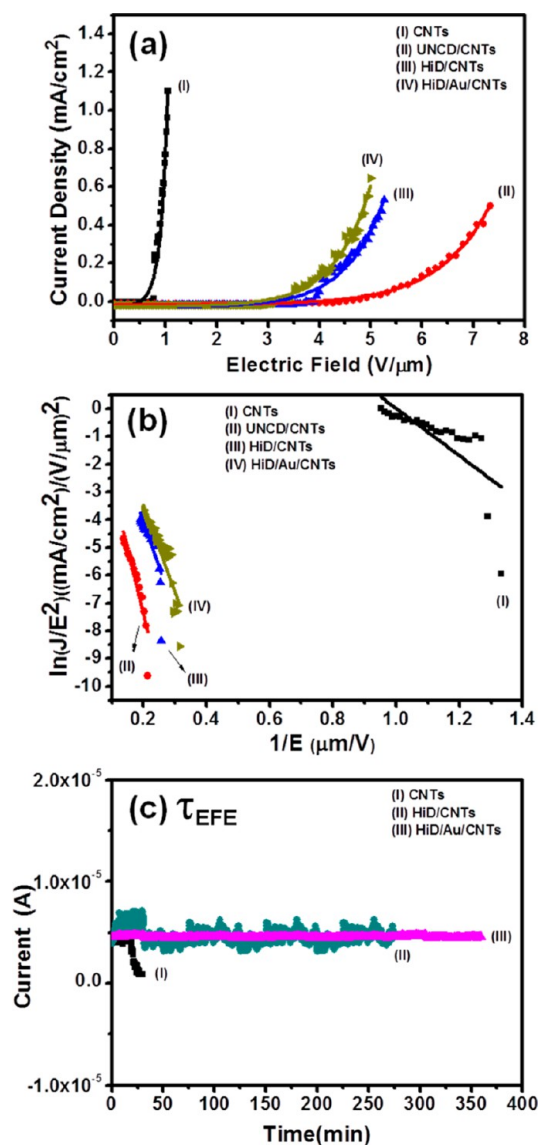 (a)
(I) CNTs
(II) UNCD/CNTs
(III) HiD/CNTs
(IV) HiD/Au/CNTs
(I)
(IV)
(III)
(II)
Current Density (mA/cm²)
1.4
1.2
1.0
0.8
0.6
0.4
0.2
0.0
0 1 2 3 4 5 6 7 8
Electric Field (V/μm)
(b)
(I) CNTs
(II) UNCD/CNTs
(III) HiD/CNTs
(IV) HiD/Au/CNTs
(IV)
(I)
(II)
(III)
ln(J/E²)((mA/cm²)/(V/μm)²)
0
-1
-2
-3
-4
-5
-6
-7
-8
-9
-10
0.2 0.4 0.6 0.8 1.0 1.2 1.4
1/E (μm/V)
(c) τEFE
(I) CNTs
(II) HiD/CNTs
(III) HiD/Au/CNTs
(I)
(II)
(III)
Current (A)
2.0x10⁻⁵
1.0x10⁻⁵
0.0
-1.0x10⁻⁵
0 50 100 150 200 250 300 350 400
Time(min)